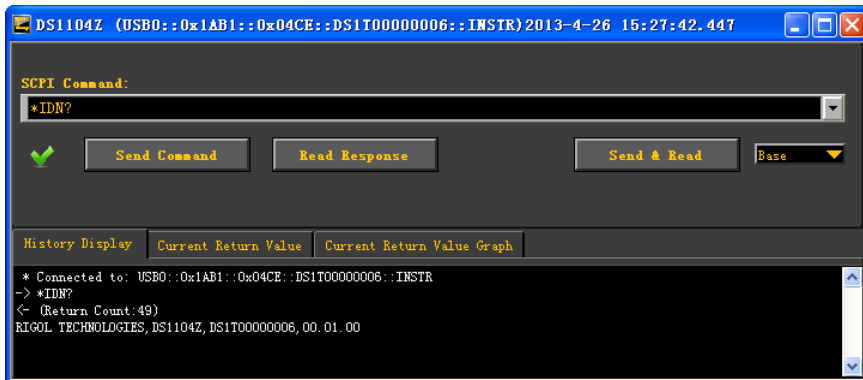 DS1104Z (USB0::0x1AB1::0x04CE::DS1T00000006::INSTR)2013-4-26 15:27:42.447
SCPI Command:
*IDN?
Send Command Read Response Send & Read Base
History Display Current Return Value Current Return Value Graph
* Connected to: USB0::0x1AB1::0x04CE::DS1T00000006::INSTR
-> *IDN?
<- (Return Count:49)
RIGOL TECHNOLOGIES,DS1104Z,DS1T00000006,00.01.00